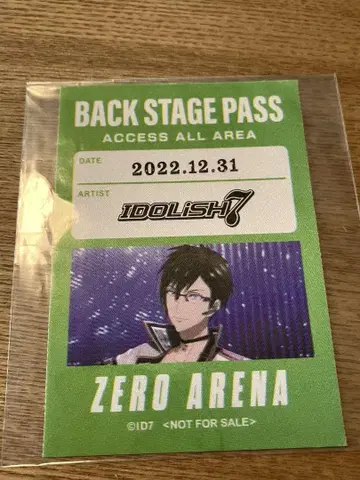 BACK STAGE PASS
ACCESS ALL AREA
DATE
2022.12.31
ARTIST
IDOLiSH7
ZERO ARENA
©ID7 <NOT FOR SALE>